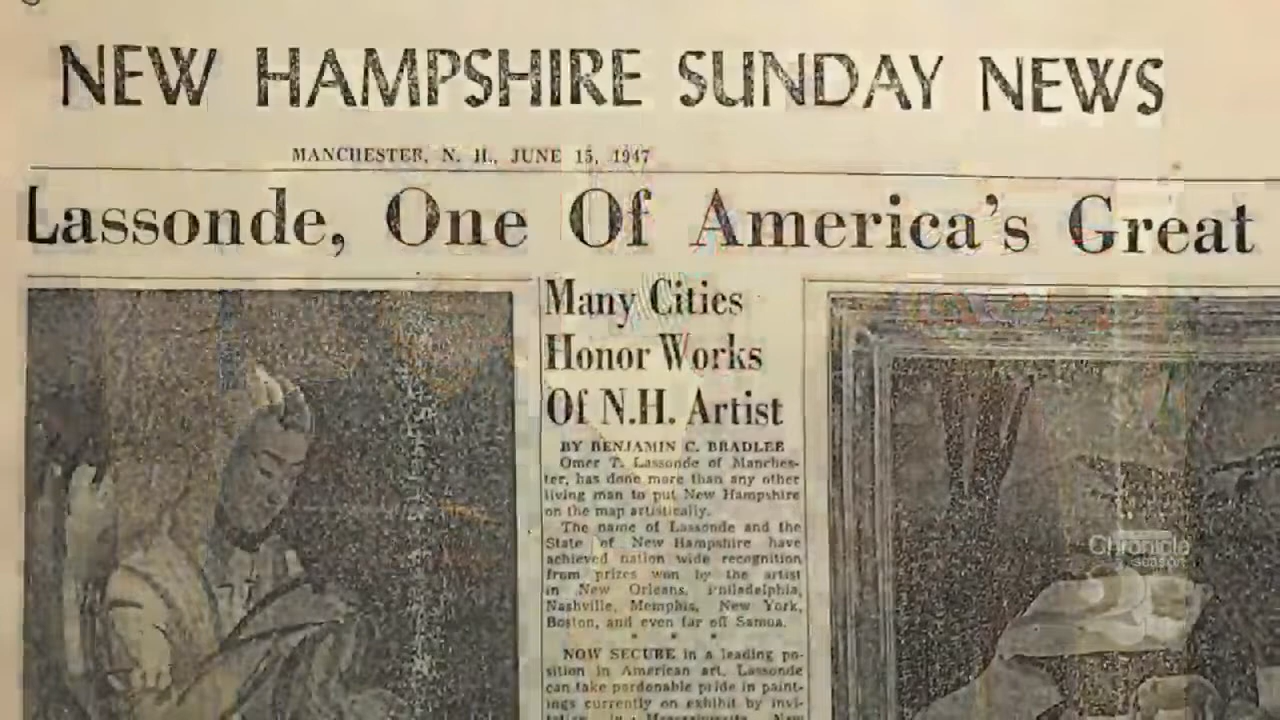 NEW HAMPSHIRE SUNDAY NEWS
MANCHESTER, N. H., JUNE 15, 1947
Lassonde, One Of America's Great
Many Cities
Honor Works
Of N.H. Artist
BY BENJAMIN C. BRADLEE
Omer T. Lassonde of Manches-
ter, has done more than any other
living man to put New Hampshire
on the map artistically.
The name of Lassonde and the
State of New Hampshire have
achieved nation wide recognition
from prizes won by the artist
in New Orleans, Philadelphia,
Nashville, Memphis, New York,
Boston, and even far off Samoa.
* * *
NOW SECURE in a leading po-
sition in American art, Lassonde
can take pardonable pride in paint-
ings currently on exhibit by invi-
Chronicle
season